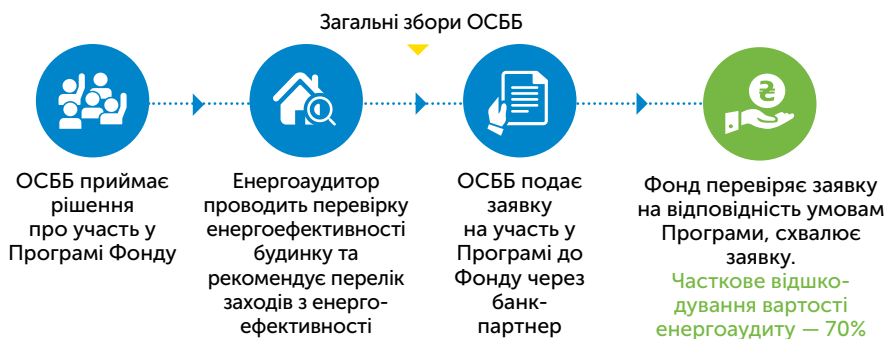 Загальні збори ОСББ
ОСББ приймає
рішення
про участь у
Програмі Фонду
Енергоаудитор
проводить перевірку
енергоефективності
будинку та
рекомендує перелік
заходів з енерго-
ефективності
ОСББ подає
заявку
на участь у
Програмі до
Фонду через
банк-
партнер
₴
Фонд перевіряє заявку
на відповідність умовам
Програми, схвалює
заявку.
Часткове відшко-
дування вартості
енергоаудиту — 70%